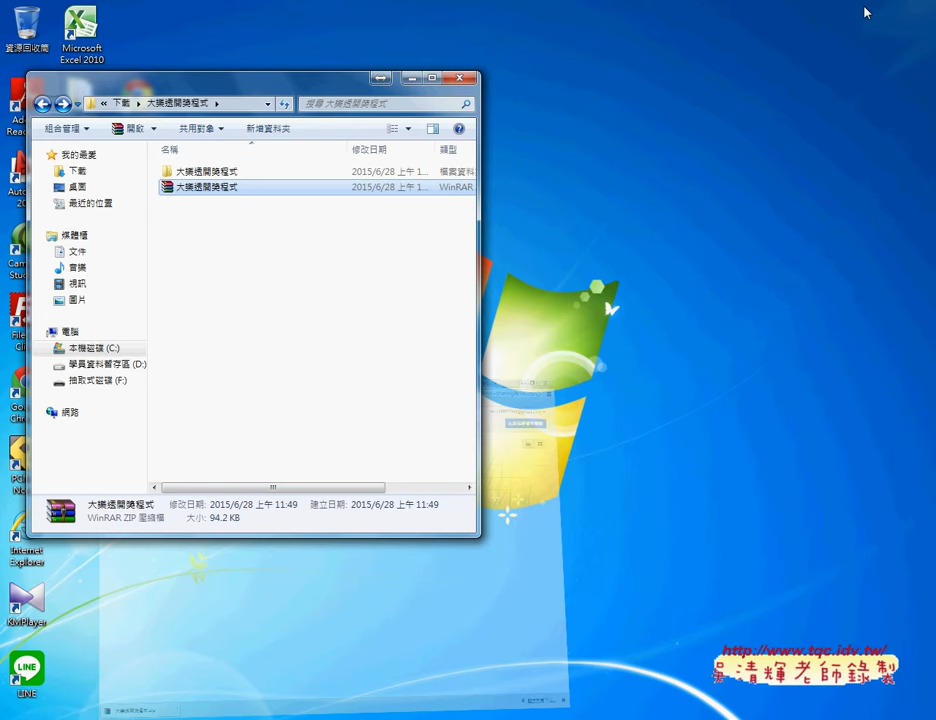 資源回收筒
Microsoft
Excel 2010
« 下載 ▸ 大樂透開獎程式 ▸
搜尋 大樂透開獎程式
組合管理 開啟 共用對象 新增資料夾
名稱 修改日期 類型
我的最愛
下載
桌面
最近的位置
媒體櫃
文件
音樂
視訊
圖片
電腦
本機磁碟 (C:)
學員資料暫存區 (D:)
抽取式磁碟 (F:)
網路
大樂透開獎程式 2015/6/28 上午 1... 檔案資料
大樂透開獎程式 2015/6/28 上午 1... WinRAR
大樂透開獎程式 修改日期: 2015/6/28 上午 11:49 建立日期: 2015/6/28 上午 11:49
WinRAR ZIP 壓縮檔 大小: 94.2 KB
Internet
Explorer
KMPlayer
LINE
LINE
http://www.tqc.idv.tw/
吳清輝老師錄製